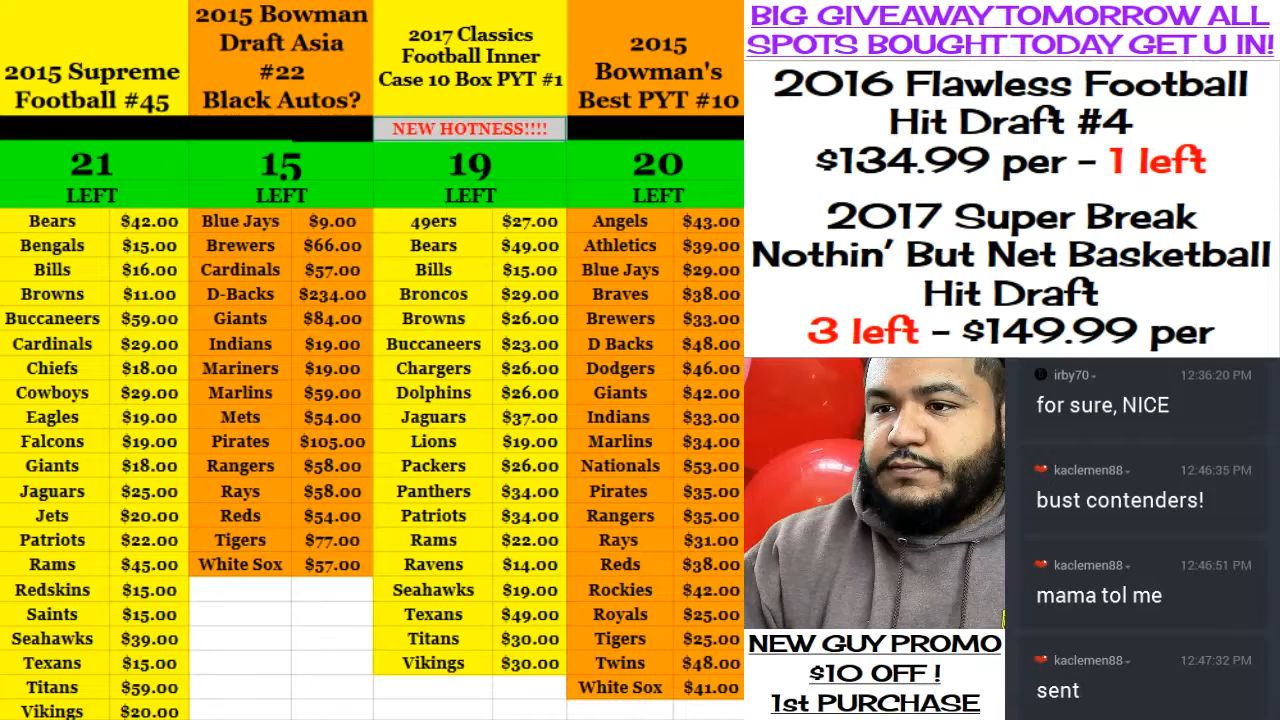 2015 Supreme
Football #45
21
LEFT
Bears $42.00
Bengals $15.00
Bills $16.00
Browns $11.00
Buccaneers $59.00
Cardinals $29.00
Chiefs $18.00
Cowboys $29.00
Eagles $19.00
Falcons $19.00
Giants $18.00
Jaguars $25.00
Jets $20.00
Patriots $22.00
Rams $45.00
Redskins $15.00
Saints $15.00
Seahawks $39.00
Texans $15.00
Titans $59.00
Vikings $20.00
2015 Bowman
Draft Asia
#22
Black Autos?
15
LEFT
Blue Jays $9.00
Brewers $66.00
Cardinals $57.00
D-Backs $234.00
Giants $84.00
Indians $19.00
Mariners $19.00
Marlins $59.00
Mets $54.00
Pirates $105.00
Rangers $58.00
Rays $58.00
Reds $54.00
Tigers $77.00
White Sox $57.00
2017 Classics
Football Inner
Case 10 Box PYT #1
NEW HOTNESS!!!!
19
LEFT
49ers $27.00
Bears $49.00
Bills $15.00
Broncos $29.00
Browns $26.00
Buccaneers $23.00
Chargers $26.00
Dolphins $26.00
Jaguars $37.00
Lions $19.00
Packers $26.00
Panthers $34.00
Patriots $34.00
Rams $22.00
Ravens $14.00
Seahawks $19.00
Texans $49.00
Titans $30.00
Vikings $30.00
2015
Bowman's
Best PYT #10
20
LEFT
Angels $43.00
Athletics $39.00
Blue Jays $29.00
Braves $38.00
Brewers $33.00
D Backs $48.00
Dodgers $46.00
Giants $42.00
Indians $33.00
Marlins $34.00
Nationals $53.00
Pirates $35.00
Rangers $35.00
Rays $31.00
Reds $38.00
Rockies $42.00
Royals $25.00
Tigers $25.00
Twins $48.00
White Sox $41.00
BIG GIVEAWAY TOMORROW ALL
SPOTS BOUGHT TODAY GET U IN!
2016 Flawless Football
Hit Draft #4
$134.99 per - 1 left
2017 Super Break
Nothin' But Net Basketball
Hit Draft
3 left - $149.99 per
NEW GUY PROMO
$10 OFF !
1st PURCHASE
irby70 12:36:20 PM
for sure, NICE
kaclemen88 12:46:35 PM
bust contenders!
kaclemen88 12:46:51 PM
mama tol me
kaclemen88 12:47:32 PM
sent